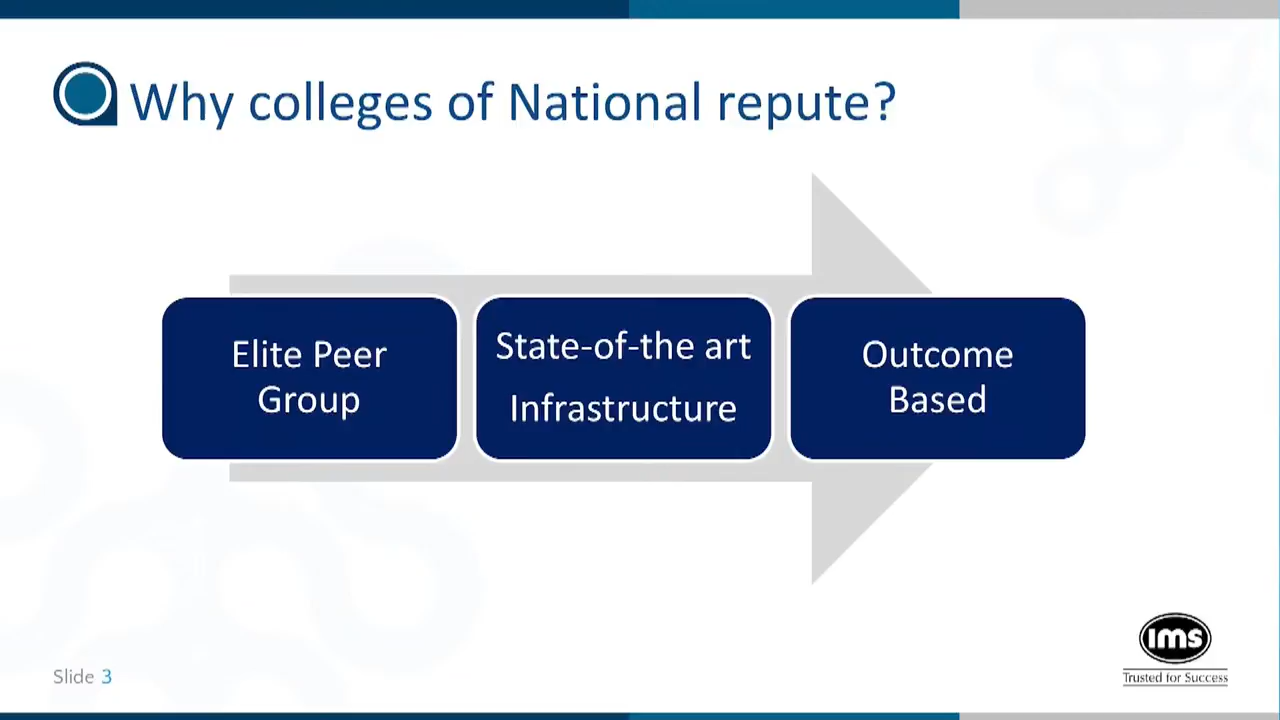 Why colleges of National repute?
Elite Peer
Group
State-of-the art
Infrastructure
Outcome
Based
Slide 3
ims
Trusted for Success